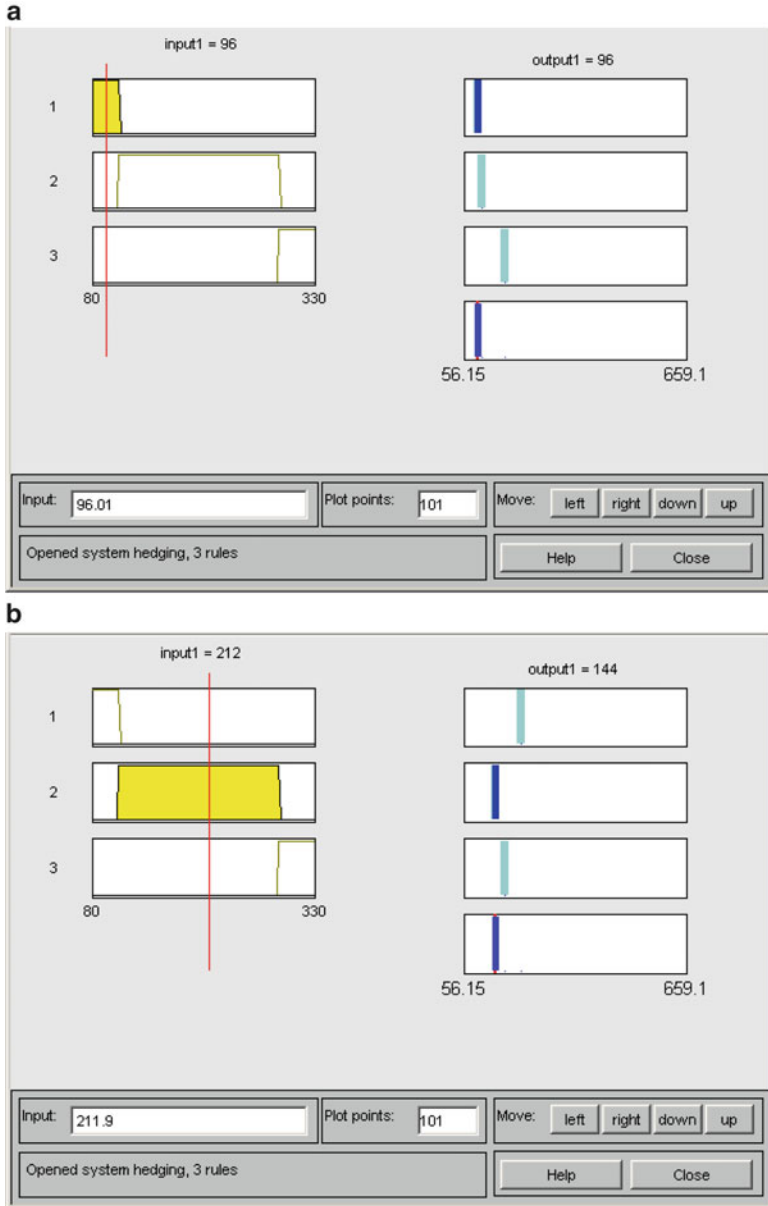 a
input1 = 96
output1 = 96
1
2
3
80 330
56.15 659.1
Input: 96.01 Plot points: 101 Move: left right down up
Opened system hedging, 3 rules Help Close
b
input1 = 212
output1 = 144
1
2
3
80 330
56.15 659.1
Input: 211.9 Plot points: 101 Move: left right down up
Opened system hedging, 3 rules Help Close